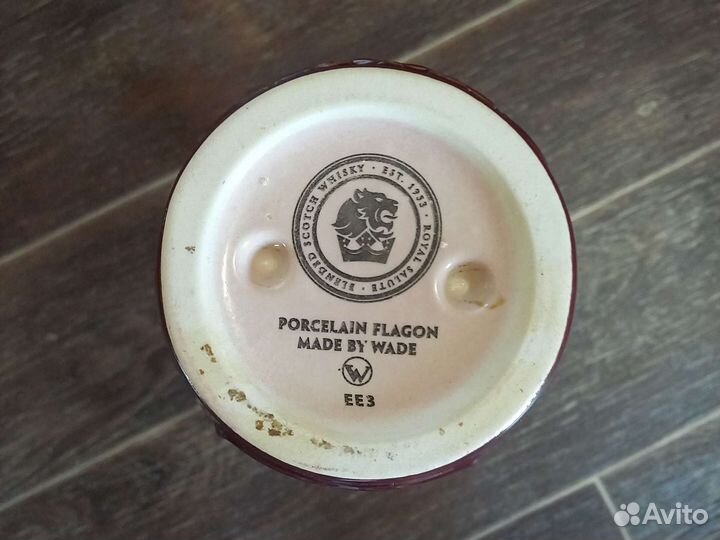 BLENDED SCOTCH WHISKY · EST. 1953 · ROYAL SALUTE ·
PORCELAIN FLAGON
MADE BY WADE
W
EE3
Avito